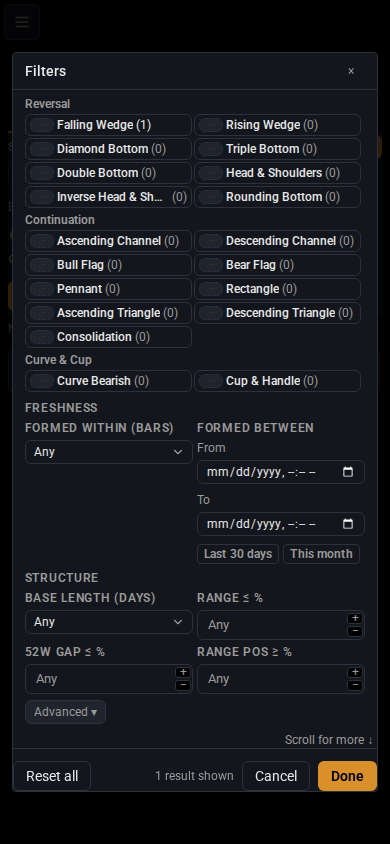 Filters ×
Reversal
Falling Wedge (1) Rising Wedge (0)
Diamond Bottom (0) Triple Bottom (0)
Double Bottom (0) Head & Shoulders (0)
Inverse Head & Sh... (0) Rounding Bottom (0)
Continuation
Ascending Channel (0) Descending Channel (0)
Bull Flag (0) Bear Flag (0)
Pennant (0) Rectangle (0)
Ascending Triangle (0) Descending Triangle (0)
Consolidation (0)
Curve & Cup
Curve Bearish (0) Cup & Handle (0)
FRESHNESS
FORMED WITHIN (BARS) FORMED BETWEEN
Any From
mm/dd/yyyy, --:-- --
To
mm/dd/yyyy, --:-- --
Last 30 days This month
STRUCTURE
BASE LENGTH (DAYS) RANGE ≤ %
Any Any + −
52W GAP ≤ % RANGE POS ≥ %
Any + − Any + −
Advanced ▾
Scroll for more ↓
Reset all 1 result shown Cancel Done